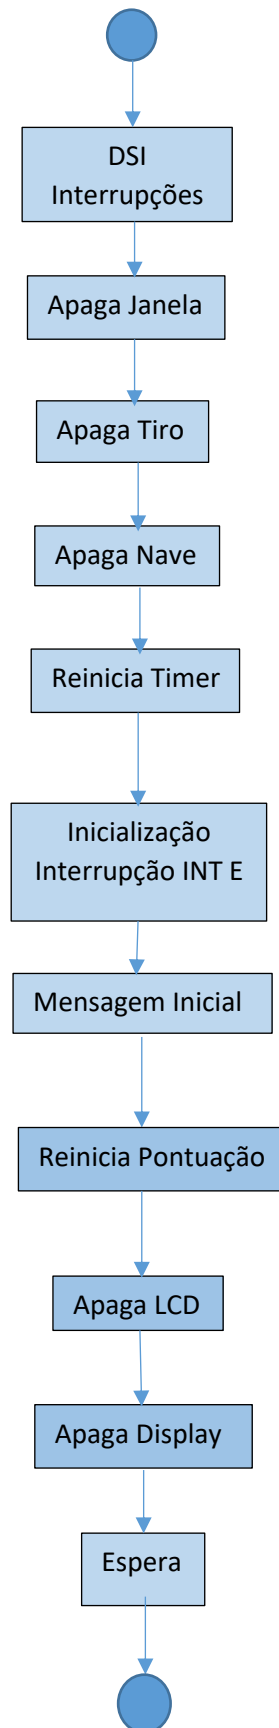 DSI
Interrupções
Apaga Janela
Apaga Tiro
Apaga Nave
Reinicia Timer
Inicialização
Interrupção INT E
Mensagem Inicial
Reinicia Pontuação
Apaga LCD
Apaga Display
Espera